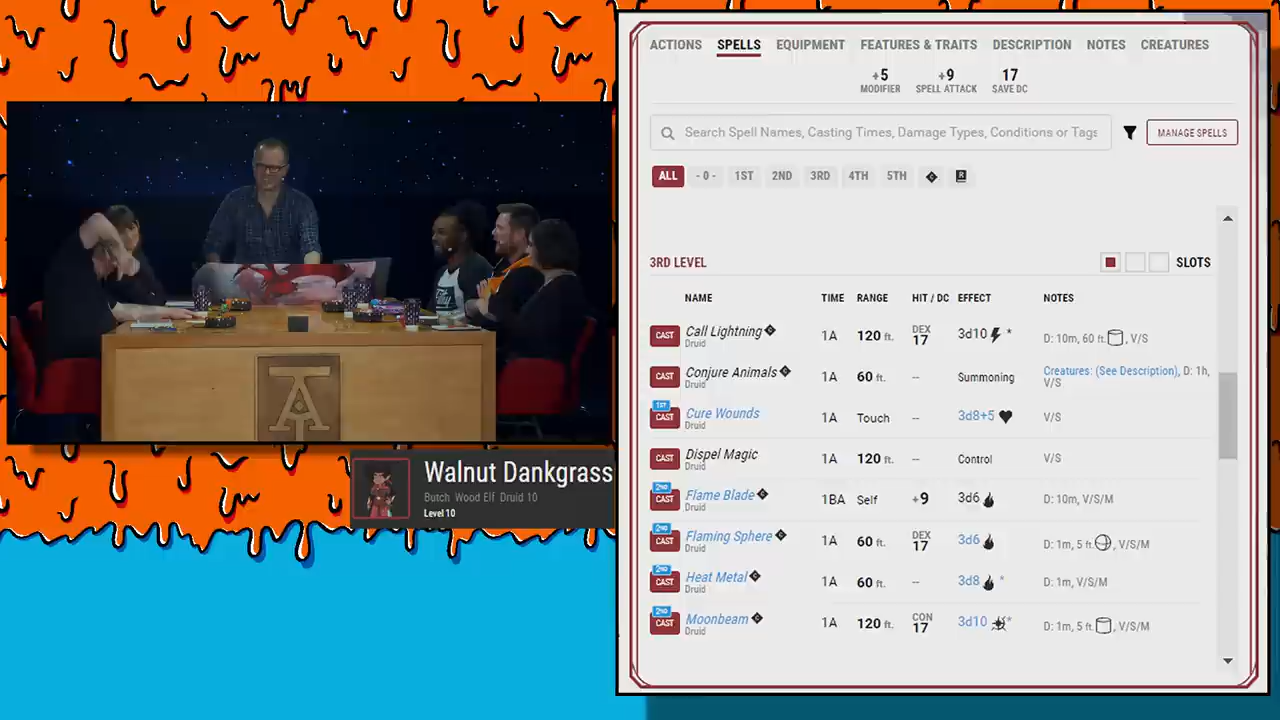 ACTIONS SPELLS EQUIPMENT FEATURES & TRAITS DESCRIPTION NOTES CREATURES
+5 +9 17
MODIFIER SPELL ATTACK SAVE DC
Search Spell Names, Casting Times, Damage Types, Conditions or Tags MANAGE SPELLS
ALL - 0 - 1ST 2ND 3RD 4TH 5TH
3RD LEVEL SLOTS
NAME TIME RANGE HIT / DC EFFECT NOTES
CAST Call Lightning 1A 120 ft. DEX 17 3d10 * D: 10m, 60 ft. , V/S
Druid
CAST Conjure Animals 1A 60 ft. -- Summoning Creatures: (See Description), D: 1h, V/S
Druid
1ST CAST Cure Wounds 1A Touch -- 3d8+5 V/S
Druid
CAST Dispel Magic 1A 120 ft. -- Control V/S
Druid
2ND CAST Flame Blade 1BA Self +9 3d6 D: 10m, V/S/M
Druid
2ND CAST Flaming Sphere 1A 60 ft. DEX 17 3d6 D: 1m, 5 ft. , V/S/M
Druid
2ND CAST Heat Metal 1A 60 ft. -- 3d8 * D: 1m, V/S/M
Druid
2ND CAST Moonbeam 1A 120 ft. CON 17 3d10 * D: 1m, 5 ft. , V/S/M
Druid
Walnut Dankgrass
Butch Wood Elf Druid 10
Level 10